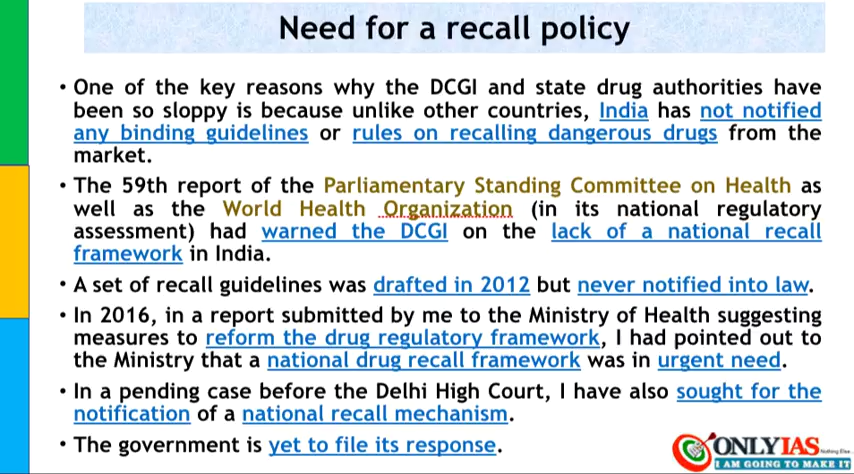 Need for a recall policy
• One of the key reasons why the DCGI and state drug authorities have
been so sloppy is because unlike other countries, India has not notified
any binding guidelines or rules on recalling dangerous drugs from the
market.
• The 59th report of the Parliamentary Standing Committee on Health as
well as the World Health Organization (in its national regulatory
assessment) had warned the DCGI on the lack of a national recall
framework in India.
• A set of recall guidelines was drafted in 2012 but never notified into law.
• In 2016, in a report submitted by me to the Ministry of Health suggesting
measures to reform the drug regulatory framework, I had pointed out to
the Ministry that a national drug recall framework was in urgent need.
• In a pending case before the Delhi High Court, I have also sought for the
notification of a national recall mechanism.
• The government is yet to file its response.
ONLYIAS Nothing Else..
I AM GOING TO MAKE IT